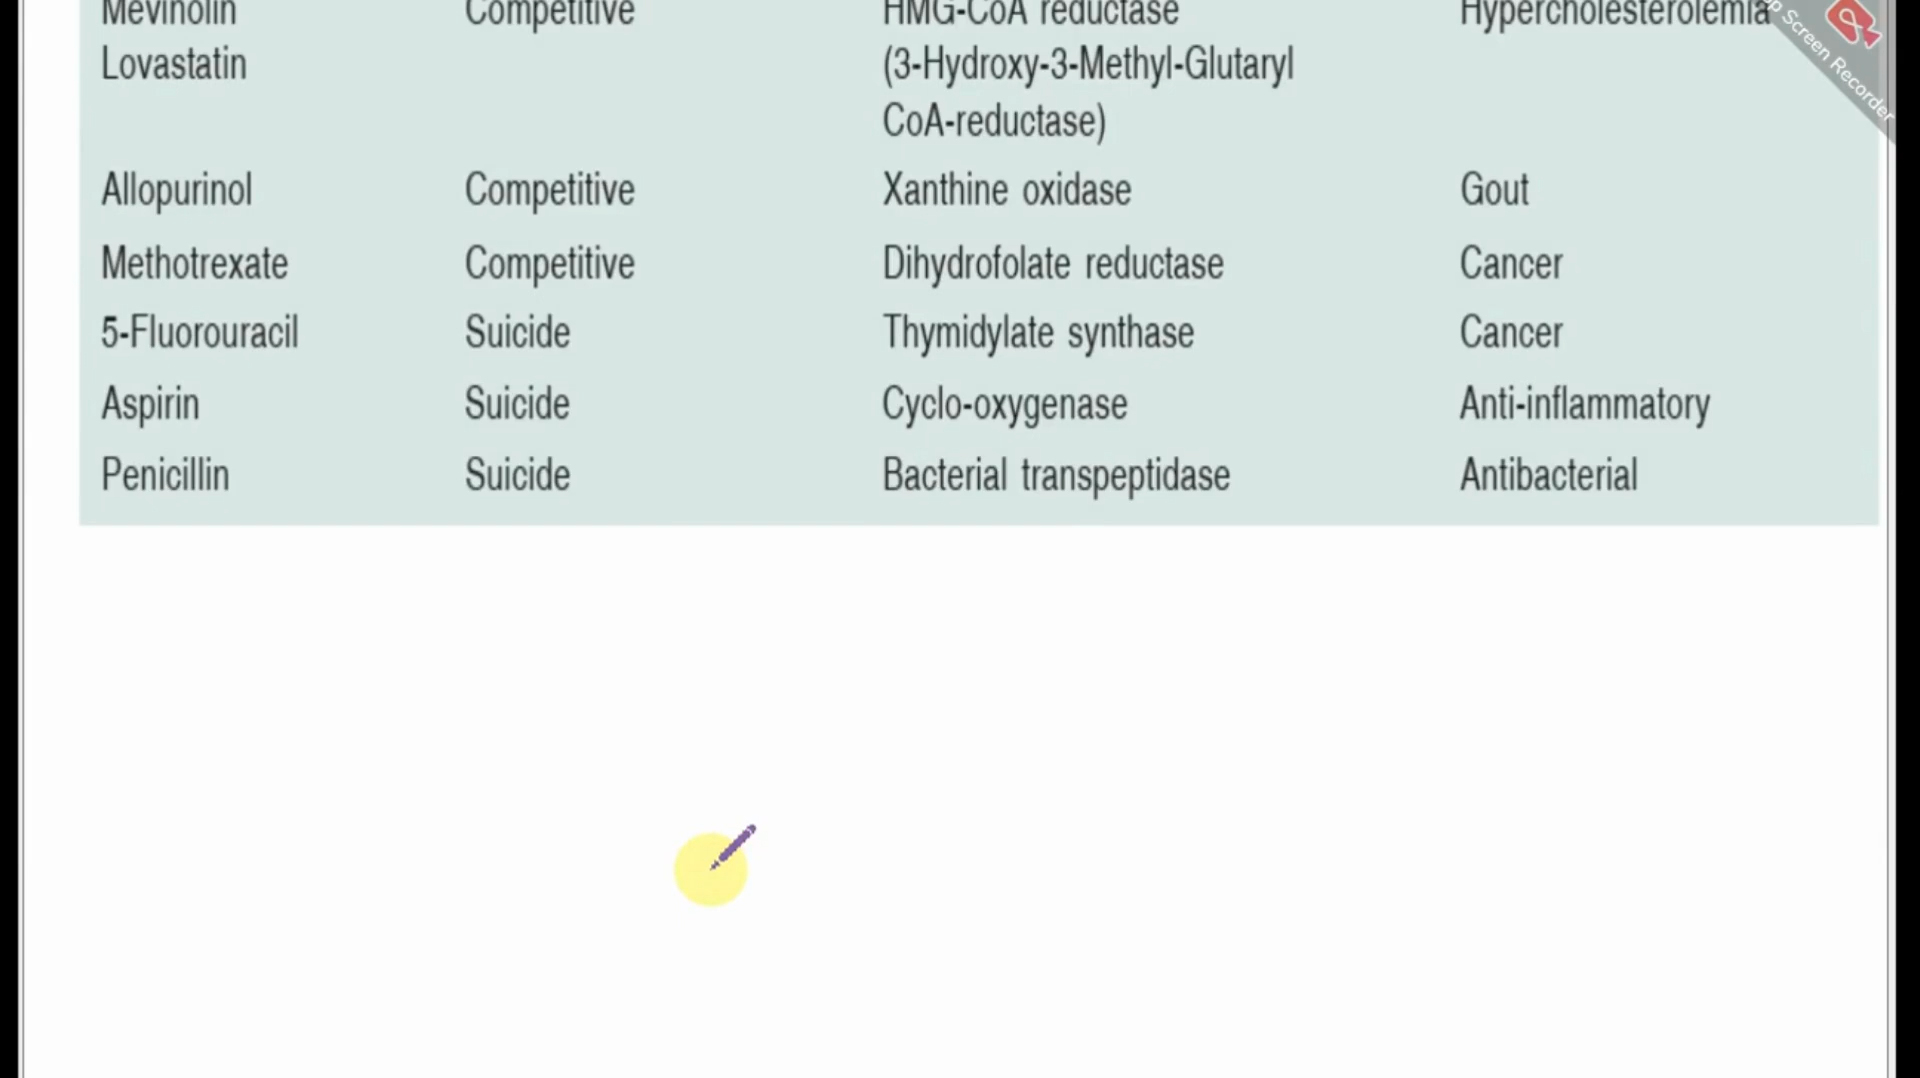 Mevinolin Competitive HMG-CoA reductase Hypercholesterolemia
Lovastatin (3-Hydroxy-3-Methyl-Glutaryl
CoA-reductase)
Allopurinol Competitive Xanthine oxidase Gout
Methotrexate Competitive Dihydrofolate reductase Cancer
5-Fluorouracil Suicide Thymidylate synthase Cancer
Aspirin Suicide Cyclo-oxygenase Anti-inflammatory
Penicillin Suicide Bacterial transpeptidase Antibacterial
Screen Recorder